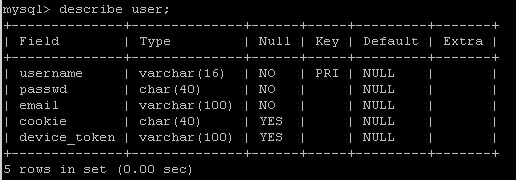 mysql> describe user;
+--------------+--------------+------+-----+---------+-------+
| Field        | Type         | Null | Key | Default | Extra |
+--------------+--------------+------+-----+---------+-------+
| username     | varchar(16)  | NO   | PRI | NULL    |       |
| passwd       | char(40)     | NO   |     | NULL    |       |
| email        | varchar(100) | NO   |     | NULL    |       |
| cookie       | char(40)     | YES  |     | NULL    |       |
| device_token | varchar(100) | YES  |     | NULL    |       |
+--------------+--------------+------+-----+---------+-------+
5 rows in set (0.00 sec)